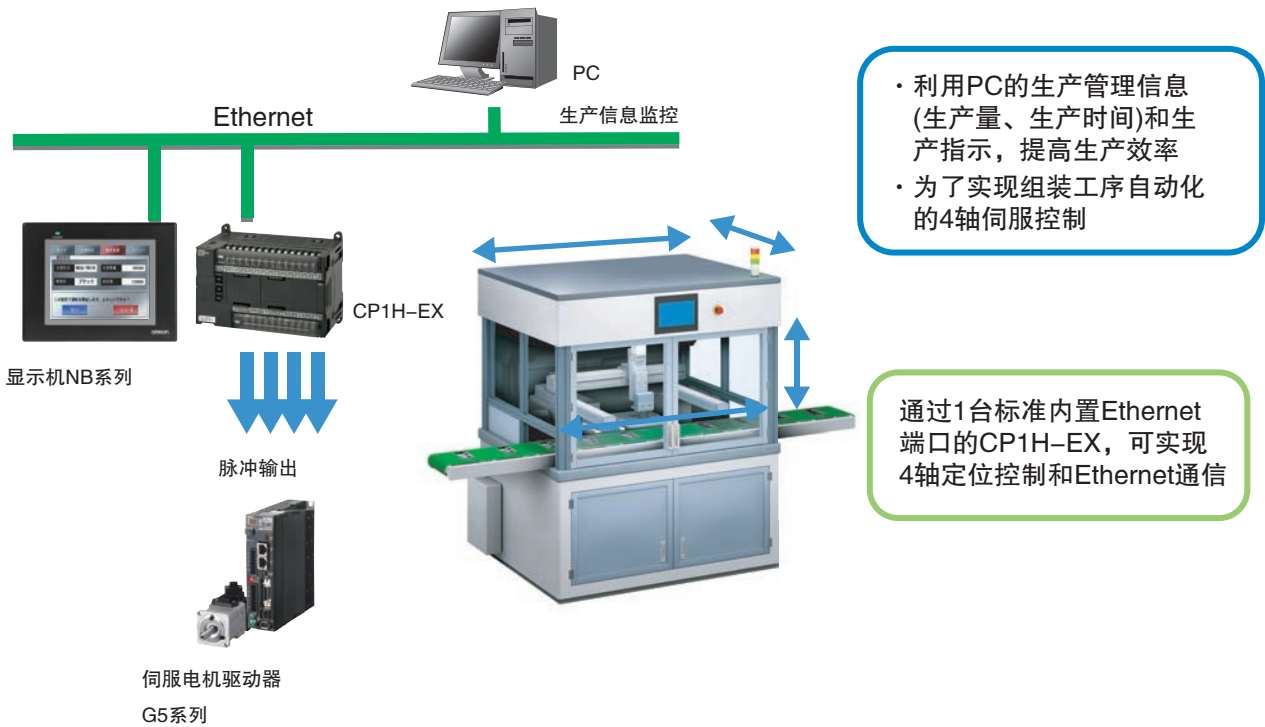 PC
Ethernet
生产信息监控
CP1H–EX
显示机NB系列
脉冲输出
伺服电机驱动器
G5系列
・利用PC的生产管理信息
(生产量、生产时间)和生
产指示，提高生产效率
・为了实现组装工序自动化
的4轴伺服控制
通过1台标准内置Ethernet
端口的CP1H–EX，可实现
4轴定位控制和Ethernet通信